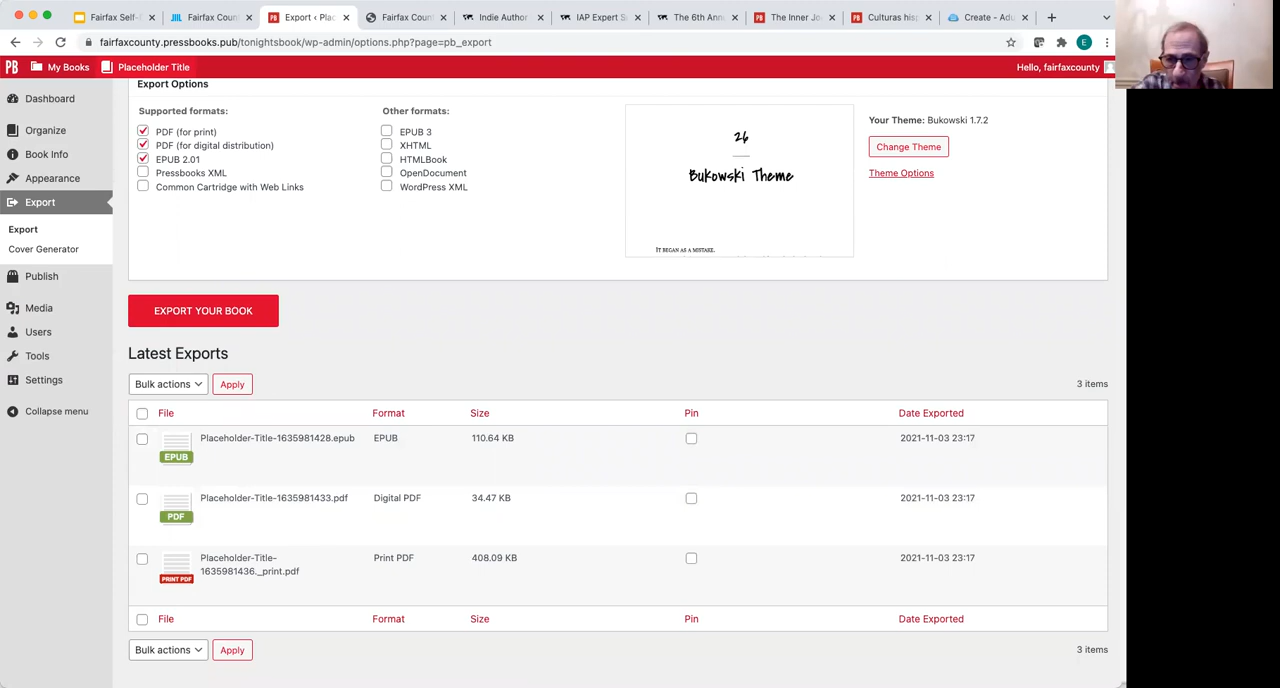 Fairfax Self-
Fairfax Coun
Export ‹ Plac
Fairfax Coun
Indie Author
IAP Expert S
The 6th Ann
The Inner Jo
Culturas his
Create - Ado
fairfaxcounty.pressbooks.pub/tonightsbook/wp-admin/options.php?page=pb_export
E
PB My Books Placeholder Title
Hello, fairfaxcounty
Dashboard
Organize
Book Info
Appearance
Export
Export
Cover Generator
Publish
Media
Users
Tools
Settings
Collapse menu
Export Options
Supported formats:
PDF (for print)
PDF (for digital distribution)
EPUB 2.01
Pressbooks XML
Common Cartridge with Web Links
Other formats:
EPUB 3
XHTML
HTMLBook
OpenDocument
WordPress XML
26
Bukowski Theme
IT BEGAN AS A MISTAKE.
Your Theme: Bukowski 1.7.2
Change Theme
Theme Options
EXPORT YOUR BOOK
Latest Exports
Bulk actions Apply 3 items
File Format Size Pin Date Exported
EPUB Placeholder-Title-1635981428.epub EPUB 110.64 KB 2021-11-03 23:17
PDF Placeholder-Title-1635981433.pdf Digital PDF 34.47 KB 2021-11-03 23:17
PRINT PDF Placeholder-Title- Print PDF 408.09 KB 2021-11-03 23:17
1635981436._print.pdf
File Format Size Pin Date Exported
Bulk actions Apply 3 items